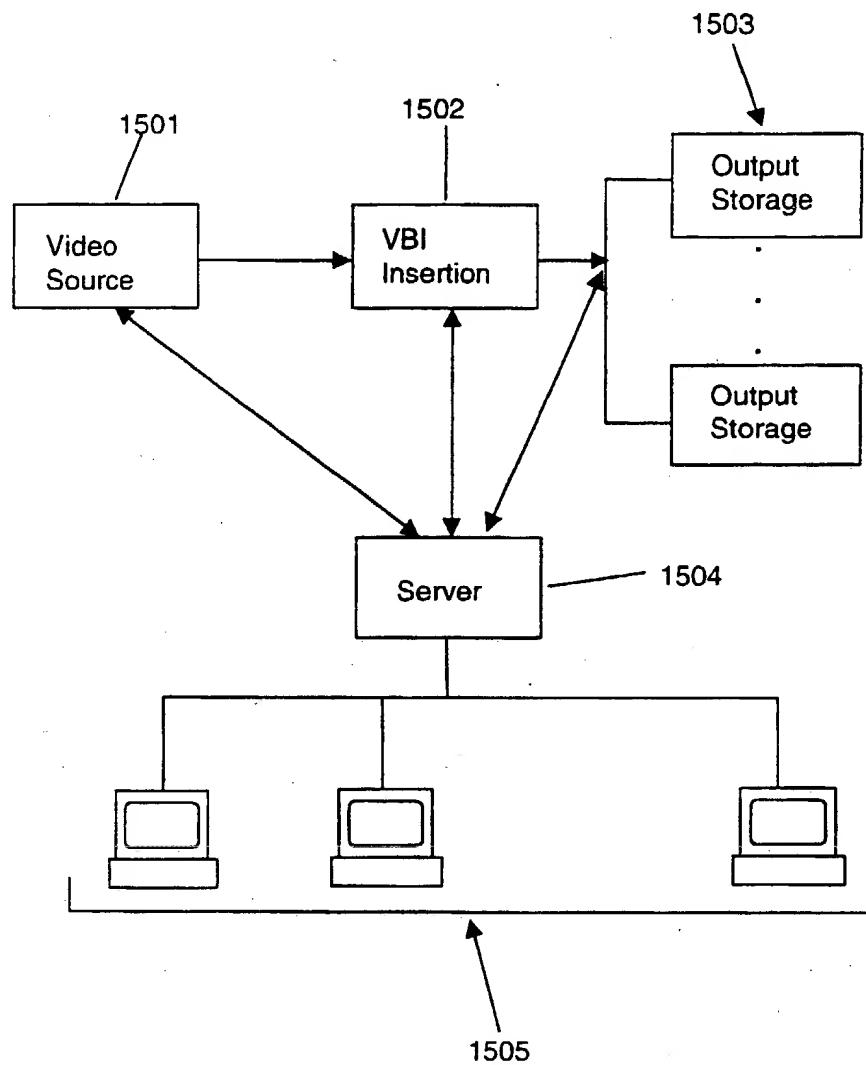 1503
1501
1502
Output
Storage
Video
Source
VBI
Insertion
Output
Storage
Server
1504
1505